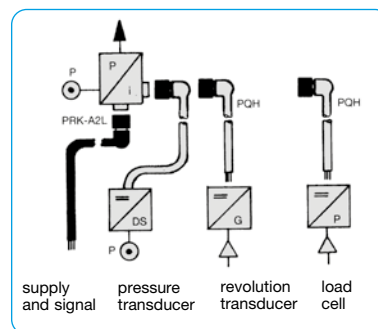 P
P
i
PRK-A2L
PQH
PQH
DS
G
P
P
supply
and signal
pressure
transducer
revolution
transducer
load
cell